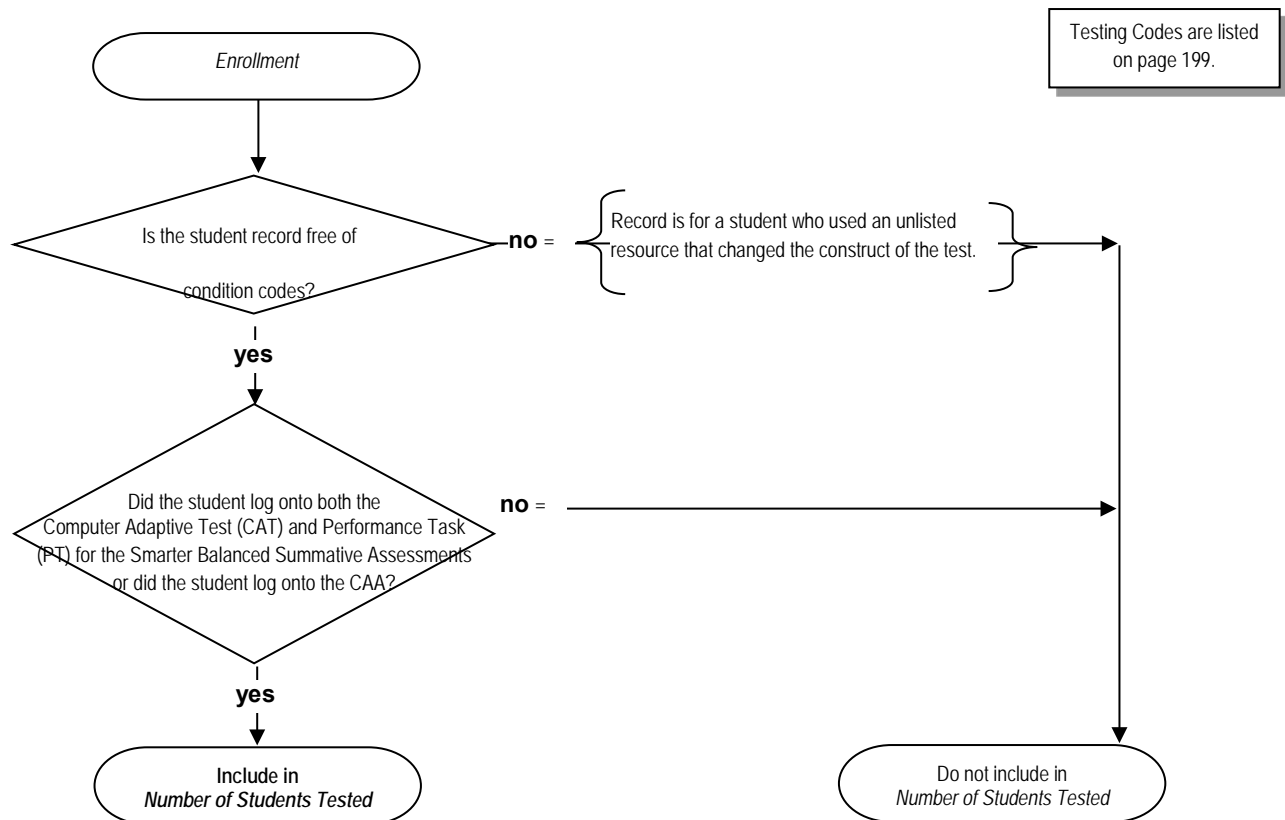 Enrollment
Testing Codes are listed
on page 199.
Is the student record free of
condition codes?
no =
Record is for a student who used an unlisted
resource that changed the construct of the test.
yes
Did the student log onto both the
Computer Adaptive Test (CAT) and Performance Task
(PT) for the Smarter Balanced Summative Assessments
or did the student log onto the CAA?
no =
yes
Include in
Number of Students Tested
Do not include in
Number of Students Tested